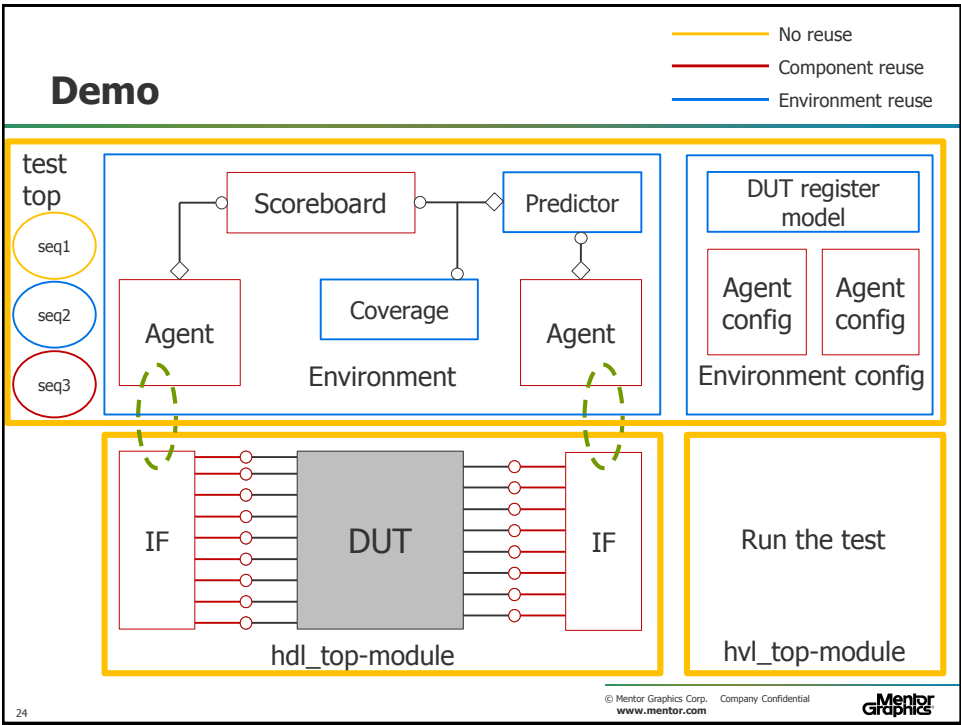 No reuse
Component reuse
Environment reuse
Demo
test
top
seq1
seq2
seq3
Scoreboard
Predictor
Coverage
Agent
Agent
Environment
DUT register
model
Agent
config
Agent
config
Environment config
IF
DUT
IF
hdl_top-module
Run the test
hvl_top-module
24
© Mentor Graphics Corp. Company Confidential
www.mentor.com
Mentor
Graphics